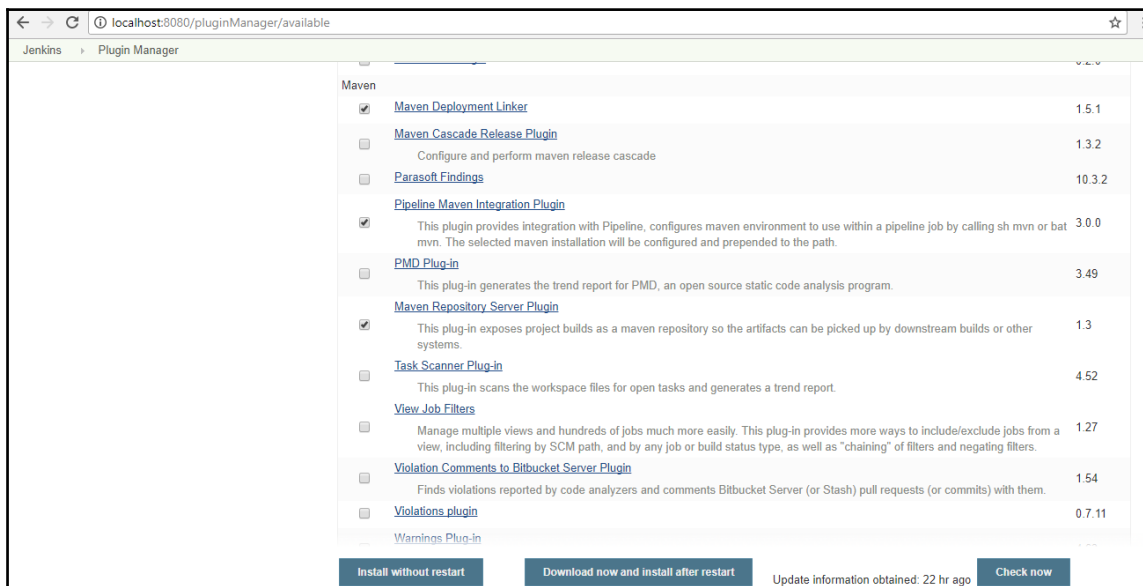 localhost:8080/pluginManager/available
Jenkins Plugin Manager
Maven
Maven Deployment Linker 1.5.1
Maven Cascade Release Plugin
Configure and perform maven release cascade 1.3.2
Parasoft Findings 10.3.2
Pipeline Maven Integration Plugin
This plugin provides integration with Pipeline, configures maven environment to use within a pipeline job by calling sh mvn or bat 3.0.0
mvn. The selected maven installation will be configured and prepended to the path.
PMD Plug-in
This plug-in generates the trend report for PMD, an open source static code analysis program. 3.49
Maven Repository Server Plugin
This plug-in exposes project builds as a maven repository so the artifacts can be picked up by downstream builds or other 1.3
systems.
Task Scanner Plug-in
This plug-in scans the workspace files for open tasks and generates a trend report. 4.52
View Job Filters
Manage multiple views and hundreds of jobs much more easily. This plug-in provides more ways to include/exclude jobs from a 1.27
view, including filtering by SCM path, and by any job or build status type, as well as "chaining" of filters and negating filters.
Violation Comments to Bitbucket Server Plugin
Finds violations reported by code analyzers and comments Bitbucket Server (or Stash) pull requests (or commits) with them. 1.54
Violations plugin 0.7.11
Warnings Plug-in
Install without restart Download now and install after restart Update information obtained: 22 hr ago Check now